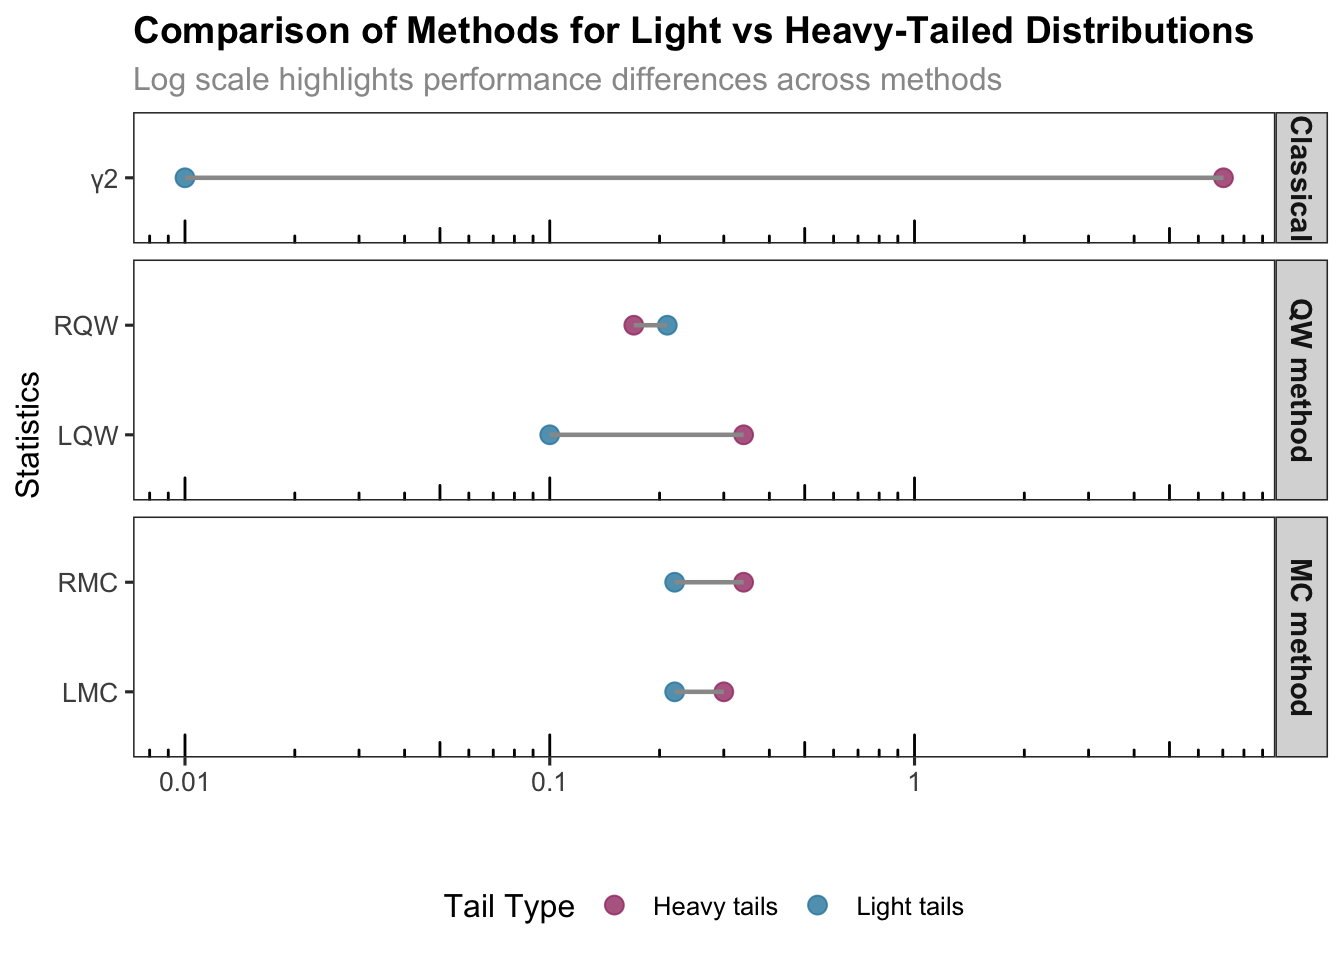 Comparison of Methods for Light vs Heavy-Tailed Distributions
Log scale highlights performance differences across methods
Classical
γ2
QW method
RQW
LQW
Statistics
MC method
RMC
LMC
0.01
0.1
1
Tail Type
Heavy tails
Light tails